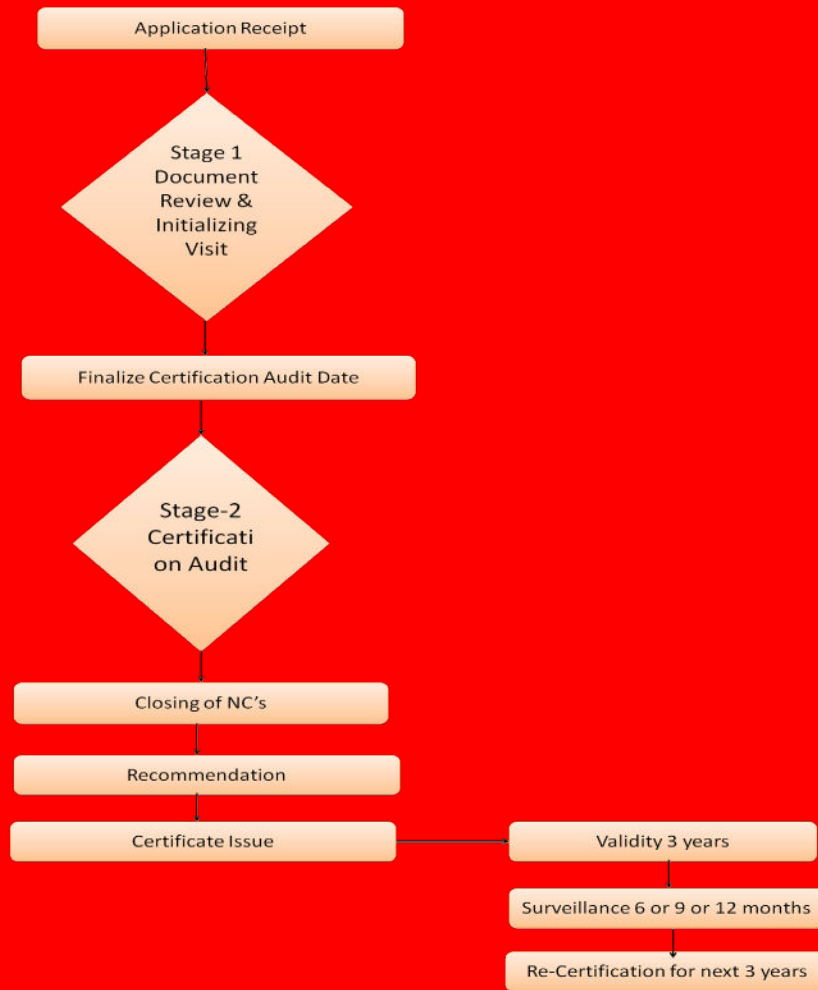 Application Receipt
Stage 1
Document
Review &
Initializing
Visit
Finalize Certification Audit Date
Stage-2
Certificati
on Audit
Closing of NC’s
Recommendation
Certificate Issue
Validity 3 years
Surveillance 6 or 9 or 12 months
Re-Certification for next 3 years